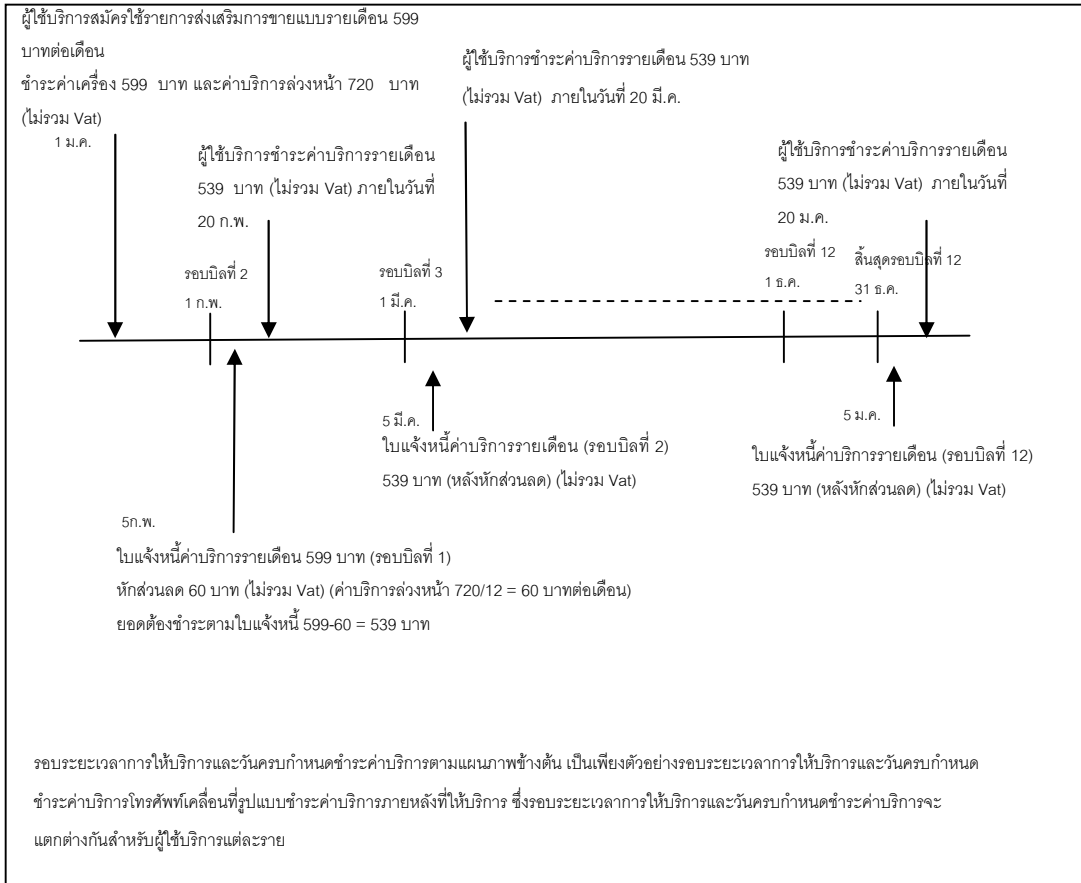 ผู้ใช้บริการสมัครใช้รายการส่งเสริมการขายแบบรายเดือน 599
บาทต่อเดือน
ชำระค่าเครื่อง 599 บาท และค่าบริการล่วงหน้า 720 บาท
(ไม่รวม Vat)
1 ม.ค.
ผู้ใช้บริการชำระค่าบริการรายเดือน 539 บาท
(ไม่รวม Vat) ภายในวันที่ 20 มี.ค.
ผู้ใช้บริการชำระค่าบริการรายเดือน
539 บาท (ไม่รวม Vat) ภายในวันที่
20 ก.พ.
ผู้ใช้บริการชำระค่าบริการรายเดือน
539 บาท (ไม่รวม Vat) ภายในวันที่
20 ม.ค.
รอบบิลที่ 2
1 ก.พ.
รอบบิลที่ 3
1 มี.ค.
รอบบิลที่ 12
1 ธ.ค.
สิ้นสุดรอบบิลที่ 12
31 ธ.ค.
5 มี.ค.
ใบแจ้งหนี้ค่าบริการรายเดือน (รอบบิลที่ 2)
539 บาท (หลังหักส่วนลด) (ไม่รวม Vat)
5 ม.ค.
ใบแจ้งหนี้ค่าบริการรายเดือน (รอบบิลที่ 12)
539 บาท (หลังหักส่วนลด) (ไม่รวม Vat)
5ก.พ.
ใบแจ้งหนี้ค่าบริการรายเดือน 599 บาท (รอบบิลที่ 1)
หักส่วนลด 60 บาท (ไม่รวม Vat) (ค่าบริการล่วงหน้า 720/12 = 60 บาทต่อเดือน)
ยอดต้องชำระตามใบแจ้งหนี้ 599-60 = 539 บาท
รอบระยะเวลาการให้บริการและวันครบกำหนดชำระค่าบริการตามแผนภาพข้างต้น เป็นเพียงตัวอย่างรอบระยะเวลาการให้บริการและวันครบกำหนด
ชำระค่าบริการโทรศัพท์เคลื่อนที่รูปแบบชำระค่าบริการภายหลังที่ให้บริการ ซึ่งรอบระยะเวลาการให้บริการและวันครบกำหนดชำระค่าบริการจะ
แตกต่างกันสำหรับผู้ใช้บริการแต่ละราย